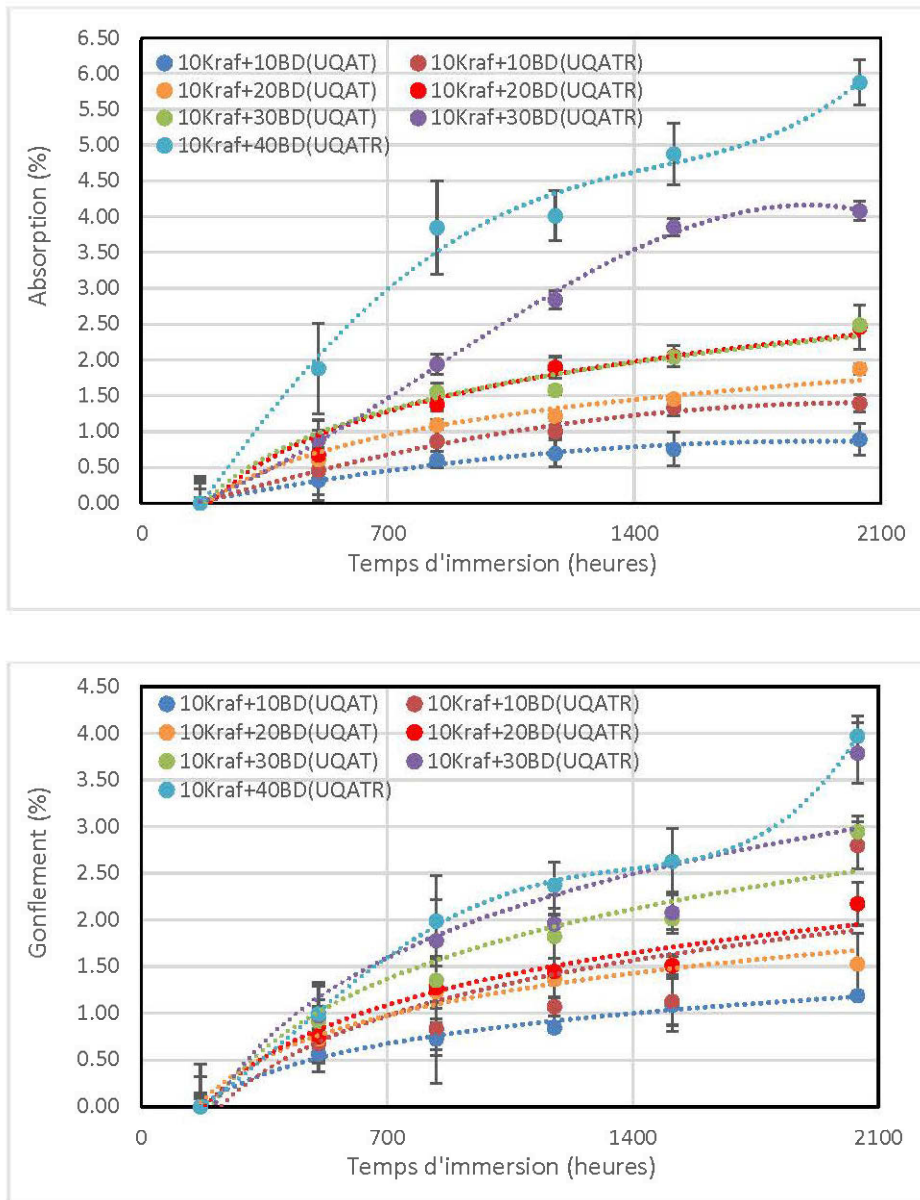 6.50
6.00
5.50
5.00
4.50
4.00
3.50
3.00
2.50
2.00
1.50
1.00
0.50
0.00
Absorption (%)
10Kraf+10BD(UQAT) 10Kraf+10BD(UQATR)
10Kraf+20BD(UQAT) 10Kraf+20BD(UQATR)
10Kraf+30BD(UQAT) 10Kraf+30BD(UQATR)
10Kraf+40BD(UQATR)
0 700 1400 2100
Temps d'immersion (heures)
4.50
4.00
3.50
3.00
2.50
2.00
1.50
1.00
0.50
0.00
Gonflement (%)
10Kraf+10BD(UQAT) 10Kraf+10BD(UQATR)
10Kraf+20BD(UQAT) 10Kraf+20BD(UQATR)
10Kraf+30BD(UQAT) 10Kraf+30BD(UQATR)
10Kraf+40BD(UQATR)
0 700 1400 2100
Temps d'immersion (heures)